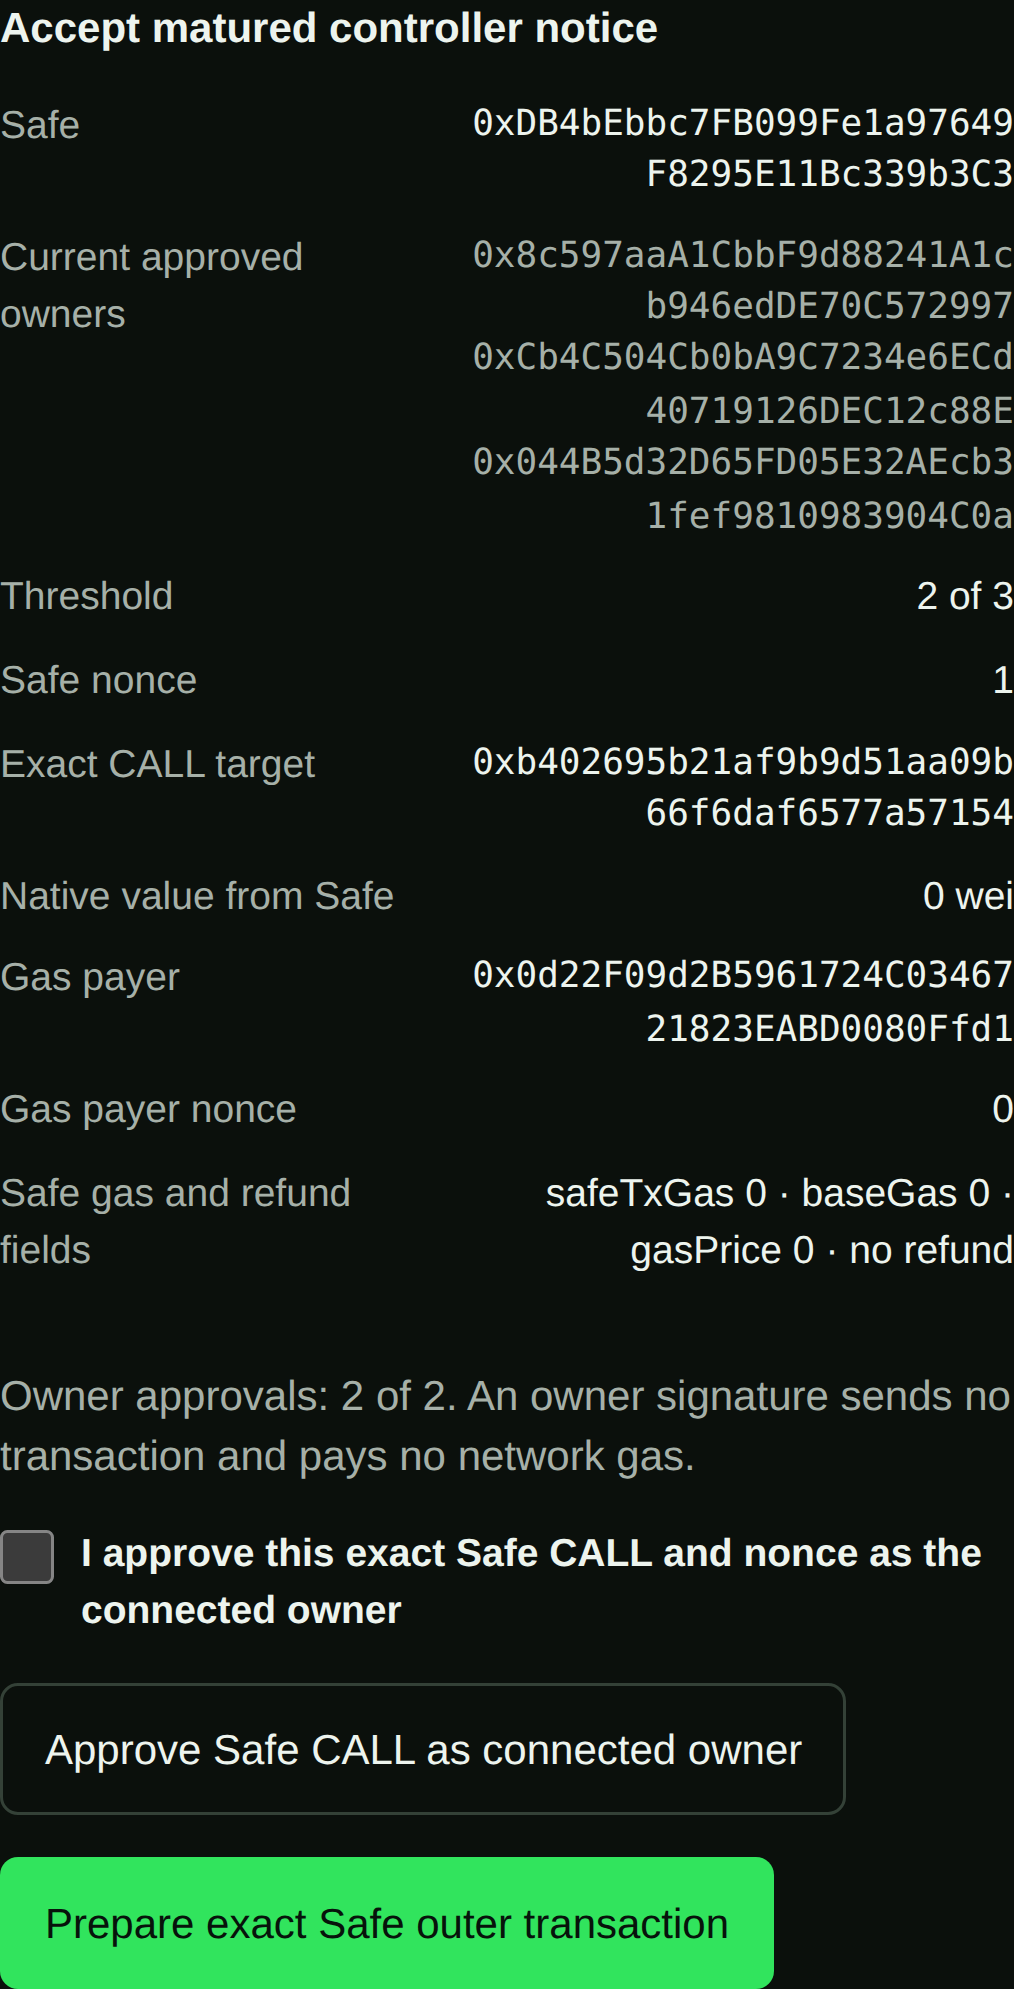 Accept matured controller notice
Safe
0xDB4bEbbc7FB099Fe1a97649
F8295E11Bc339b3C3
Current approved
owners
0x8c597aaA1CbbF9d88241A1c
b946edDE70C572997
0xCb4C504Cb0bA9C7234e6ECd
40719126DEC12c88E
0x044B5d32D65FD05E32AEcb3
1fef9810983904C0a
Threshold
2 of 3
Safe nonce
1
Exact CALL target
0xb402695b21af9b9d51aa09b
66f6daf6577a57154
Native value from Safe
0 wei
Gas payer
0x0d22F09d2B5961724C03467
21823EABD0080Ffd1
Gas payer nonce
0
Safe gas and refund
fields
safeTxGas 0 · baseGas 0 ·
gasPrice 0 · no refund
Owner approvals: 2 of 2. An owner signature sends no
transaction and pays no network gas.
I approve this exact Safe CALL and nonce as the
connected owner
Approve Safe CALL as connected owner
Prepare exact Safe outer transaction